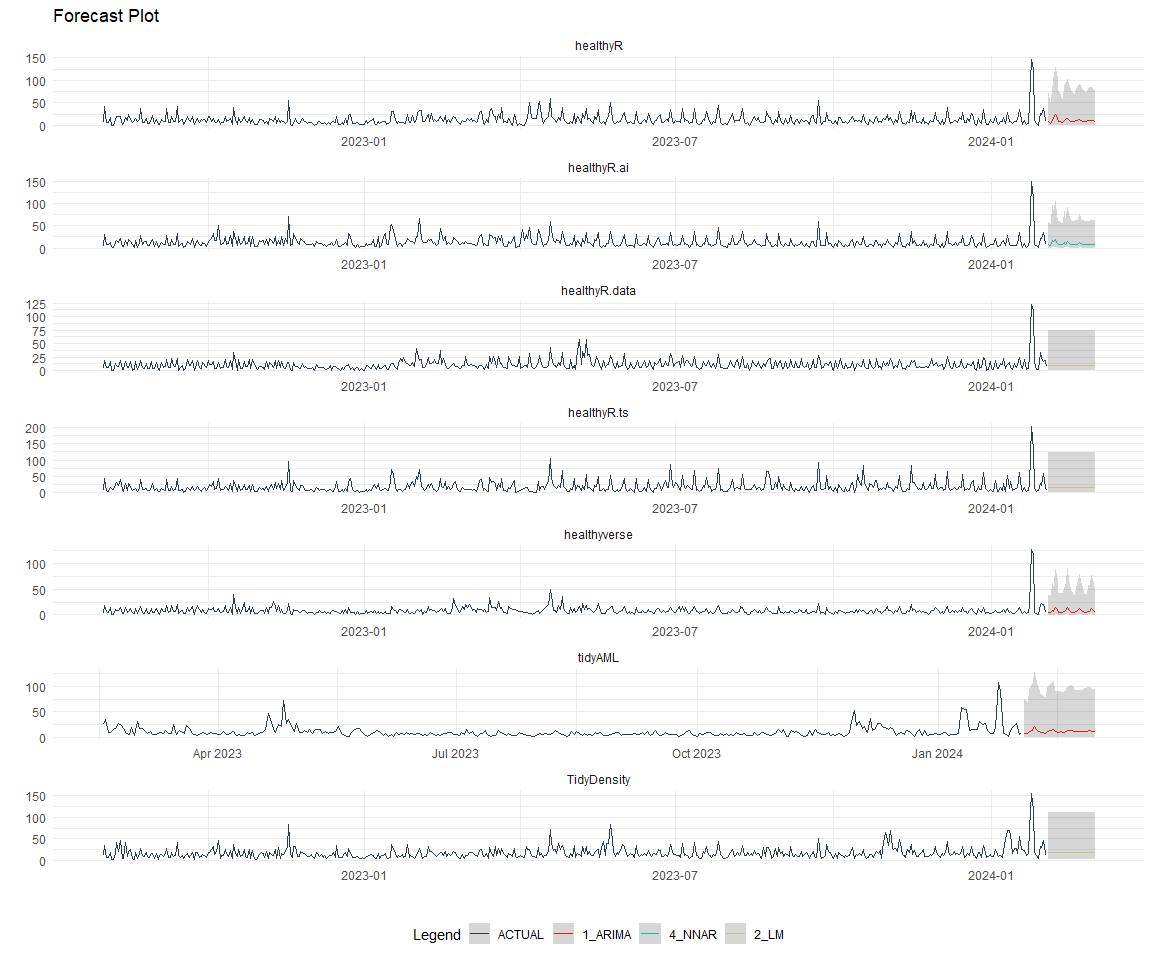 Forecast Plot
healthyR
150
100
50
0
2023-01 2023-07 2024-01
healthyR.ai
150
100
50
0
2023-01 2023-07 2024-01
healthyR.data
125
100
75
50
25
0
2023-01 2023-07 2024-01
healthyR.ts
200
150
100
50
0
2023-01 2023-07 2024-01
healthyverse
100
50
0
2023-01 2023-07 2024-01
tidyAML
100
50
0
Apr 2023 Jul 2023 Oct 2023 Jan 2024
TidyDensity
150
100
50
0
2023-01 2023-07 2024-01
Legend ACTUAL 1_ARIMA 4_NNAR 2_LM